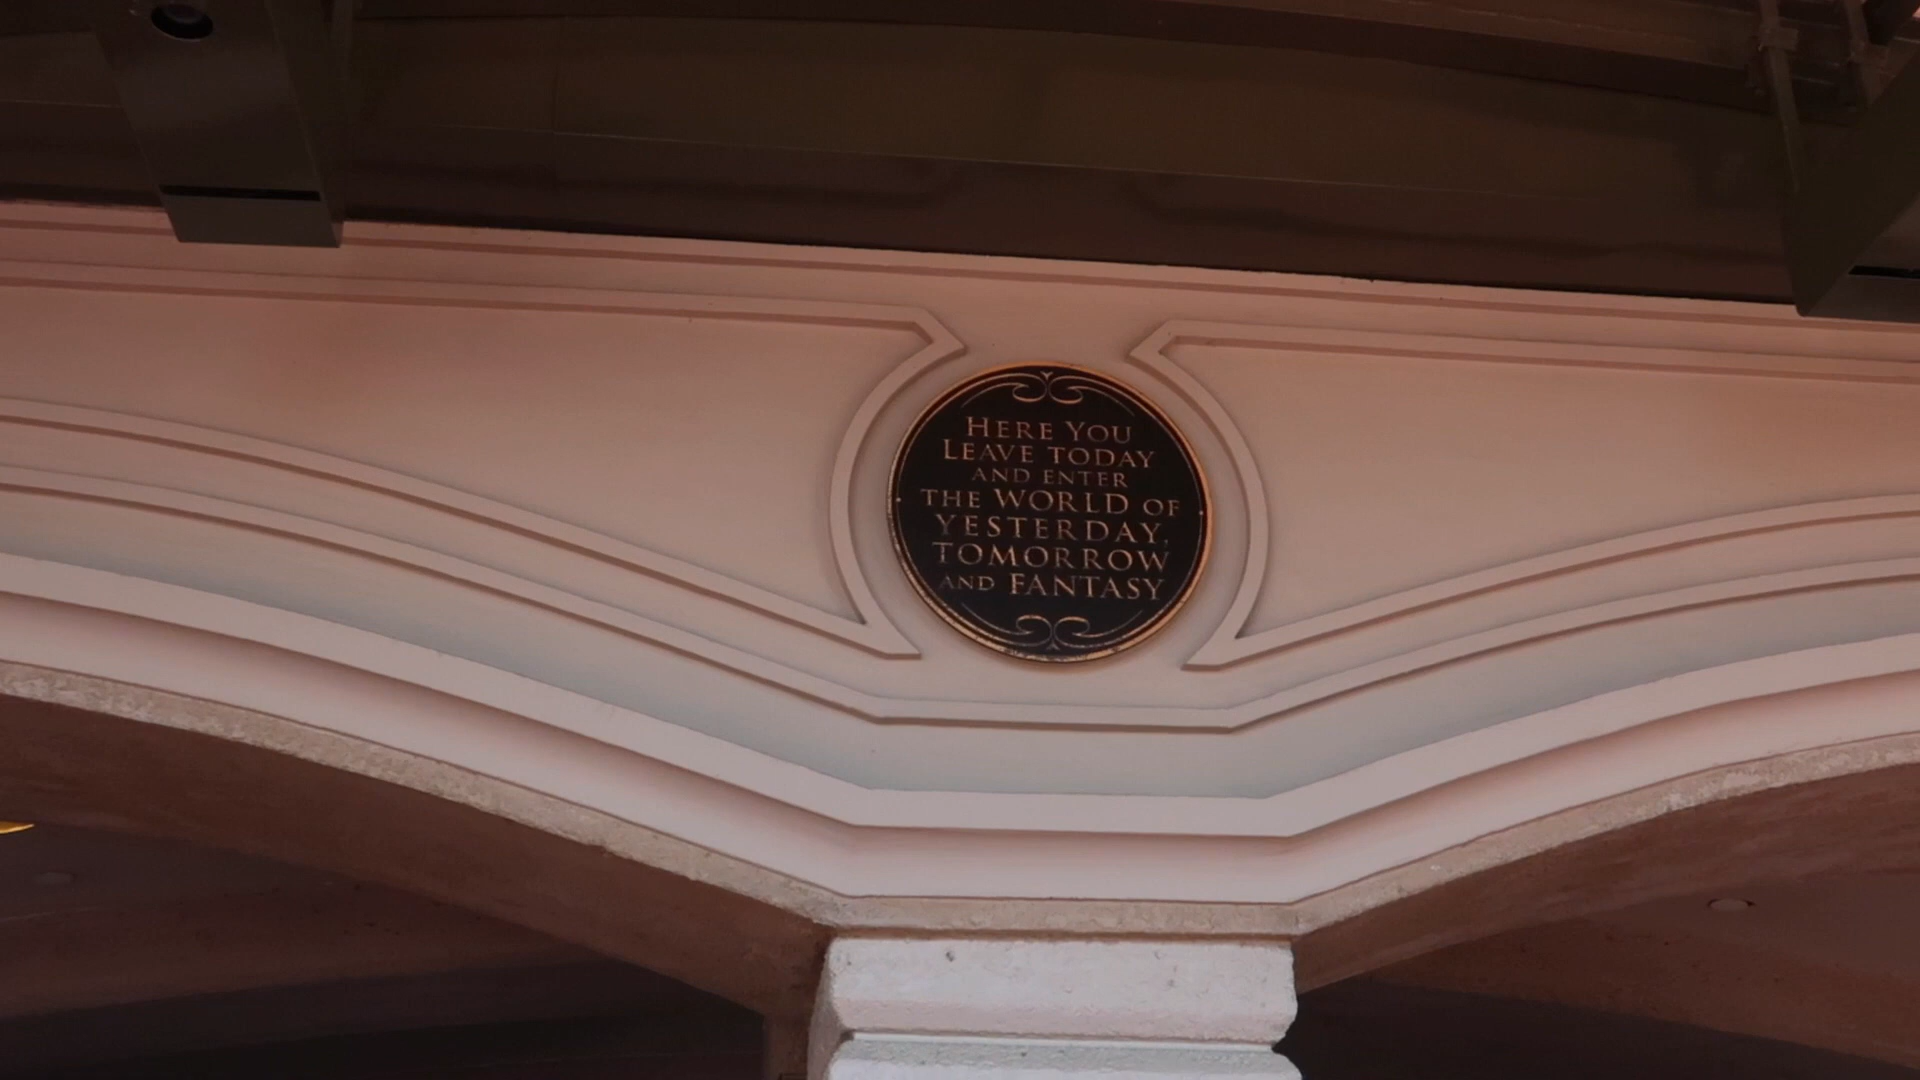 HERE YOU
LEAVE TODAY
AND ENTER
THE WORLD OF
YESTERDAY,
TOMORROW
AND FANTASY